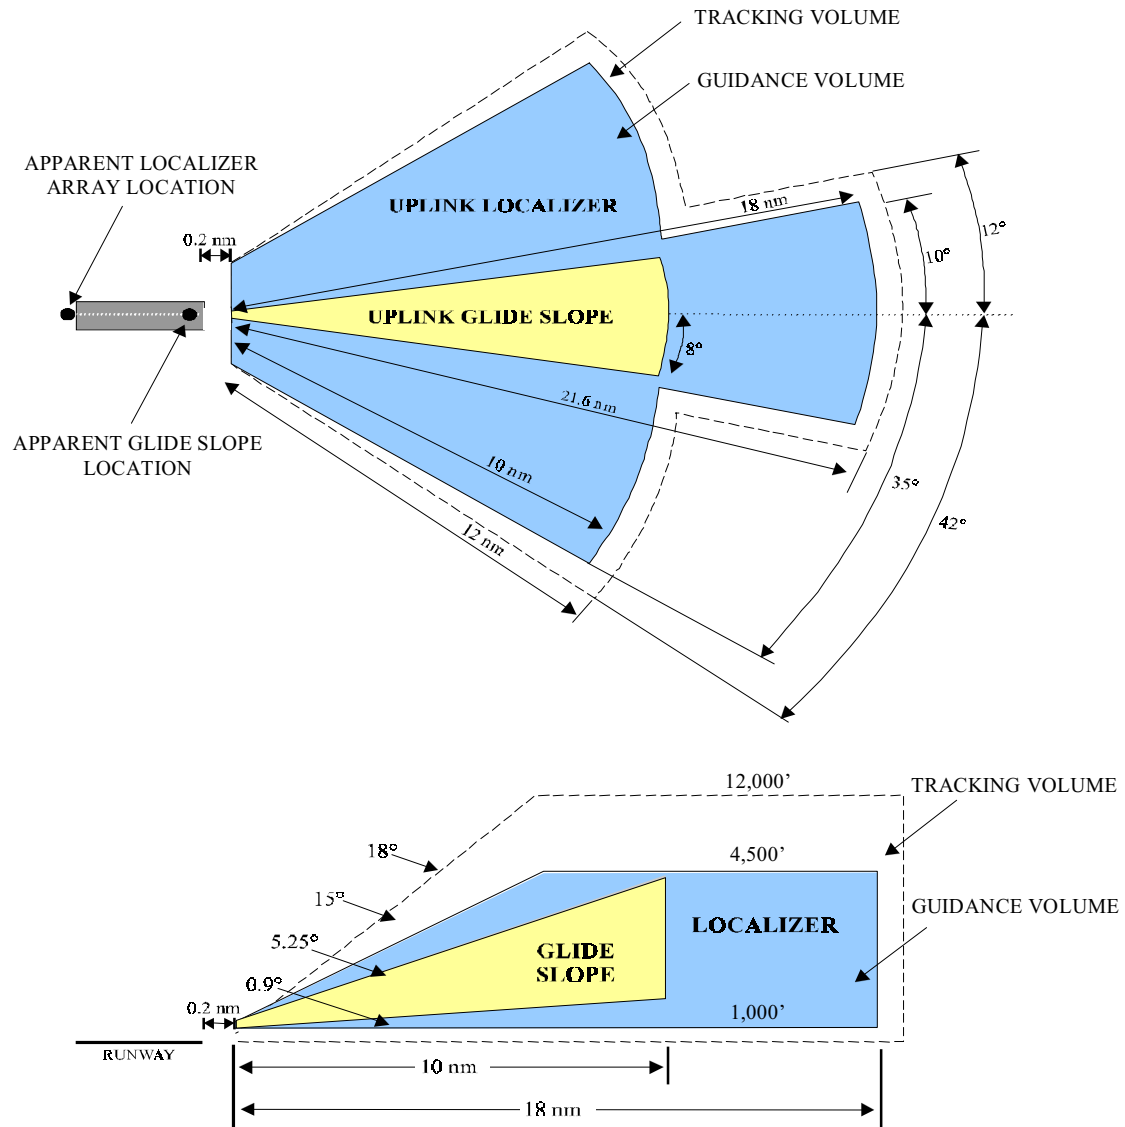 TRACKING VOLUME
GUIDANCE VOLUME
APPARENT LOCALIZER
ARRAY LOCATION
UPLINK LOCALIZER
18 nm
0.2 nm
12°
10°
UPLINK GLIDE SLOPE
8°
21.6 nm
APPARENT GLIDE SLOPE
LOCATION
10 nm
35°
42°
12 nm
12,000’
TRACKING VOLUME
18°
4,500’
15°
GUIDANCE VOLUME
LOCALIZER
5.25°
GLIDE
SLOPE
0.9°
0.2 nm
1,000’
RUNWAY
10 nm
18 nm